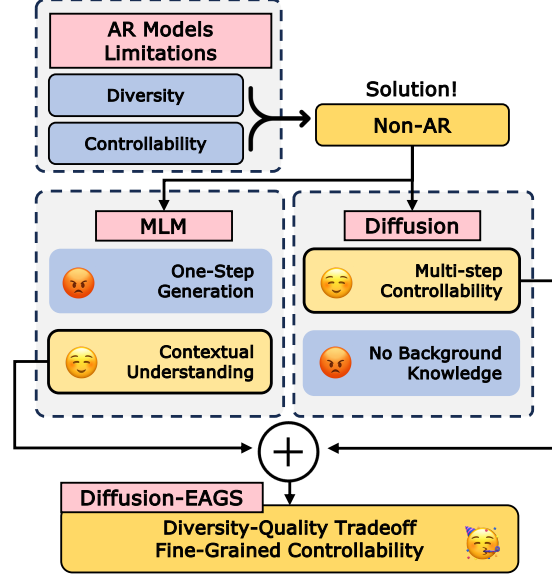 AR Models
Limitations
Diversity
Controllability
Solution!
Non-AR
MLM
One-Step
Generation
Contextual
Understanding
Diffusion
Multi-step
Controllability
No Background
Knowledge
Diffusion-EAGS
Diversity-Quality Tradeoff
Fine-Grained Controllability